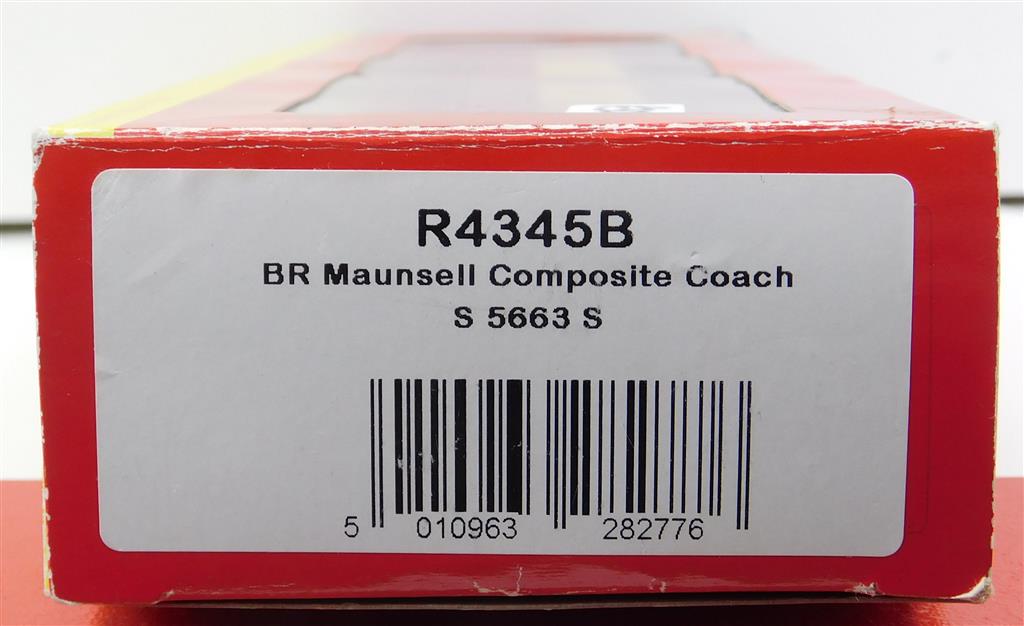 R4345B
BR Maunsell Composite Coach
S 5663 S
5 010963 282776